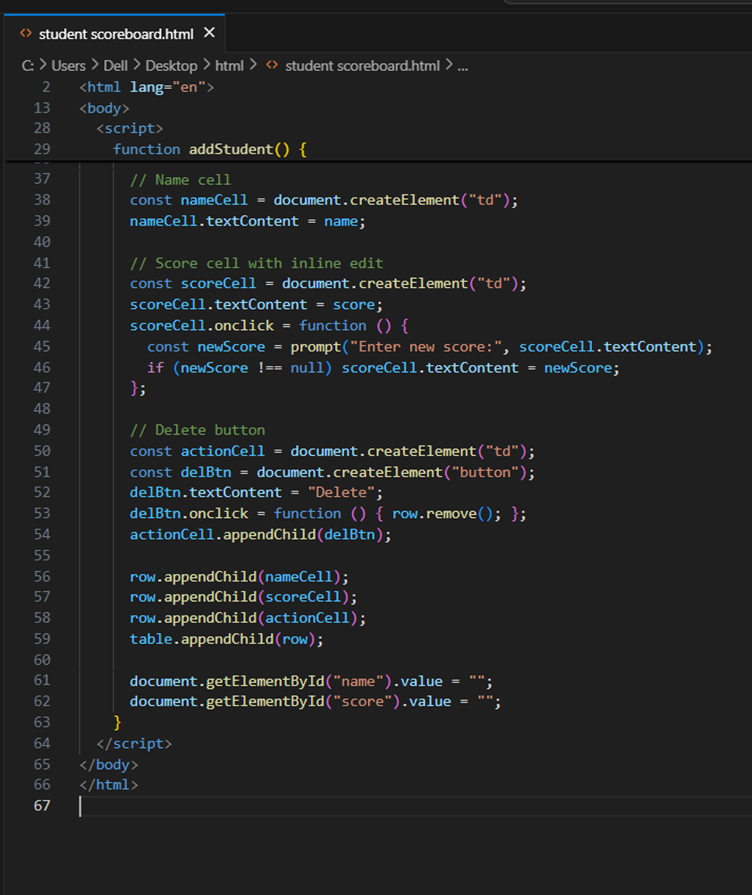 student scoreboard.html
C: > Users > Dell > Desktop > html > student scoreboard.html > ...
2 <html lang="en">
13 <body>
28 <script>
29 function addStudent() {
37 // Name cell
38 const nameCell = document.createElement("td");
39 nameCell.textContent = name;
40
41 // Score cell with inline edit
42 const scoreCell = document.createElement("td");
43 scoreCell.textContent = score;
44 scoreCell.onclick = function () {
45 const newScore = prompt("Enter new score:", scoreCell.textContent);
46 if (newScore !== null) scoreCell.textContent = newScore;
47 };
48
49 // Delete button
50 const actionCell = document.createElement("td");
51 const delBtn = document.createElement("button");
52 delBtn.textContent = "Delete";
53 delBtn.onclick = function () { row.remove(); };
54 actionCell.appendChild(delBtn);
55
56 row.appendChild(nameCell);
57 row.appendChild(scoreCell);
58 row.appendChild(actionCell);
59 table.appendChild(row);
60
61 document.getElementById("name").value = "";
62 document.getElementById("score").value = "";
63 }
64 </script>
65 </body>
66 </html>
67